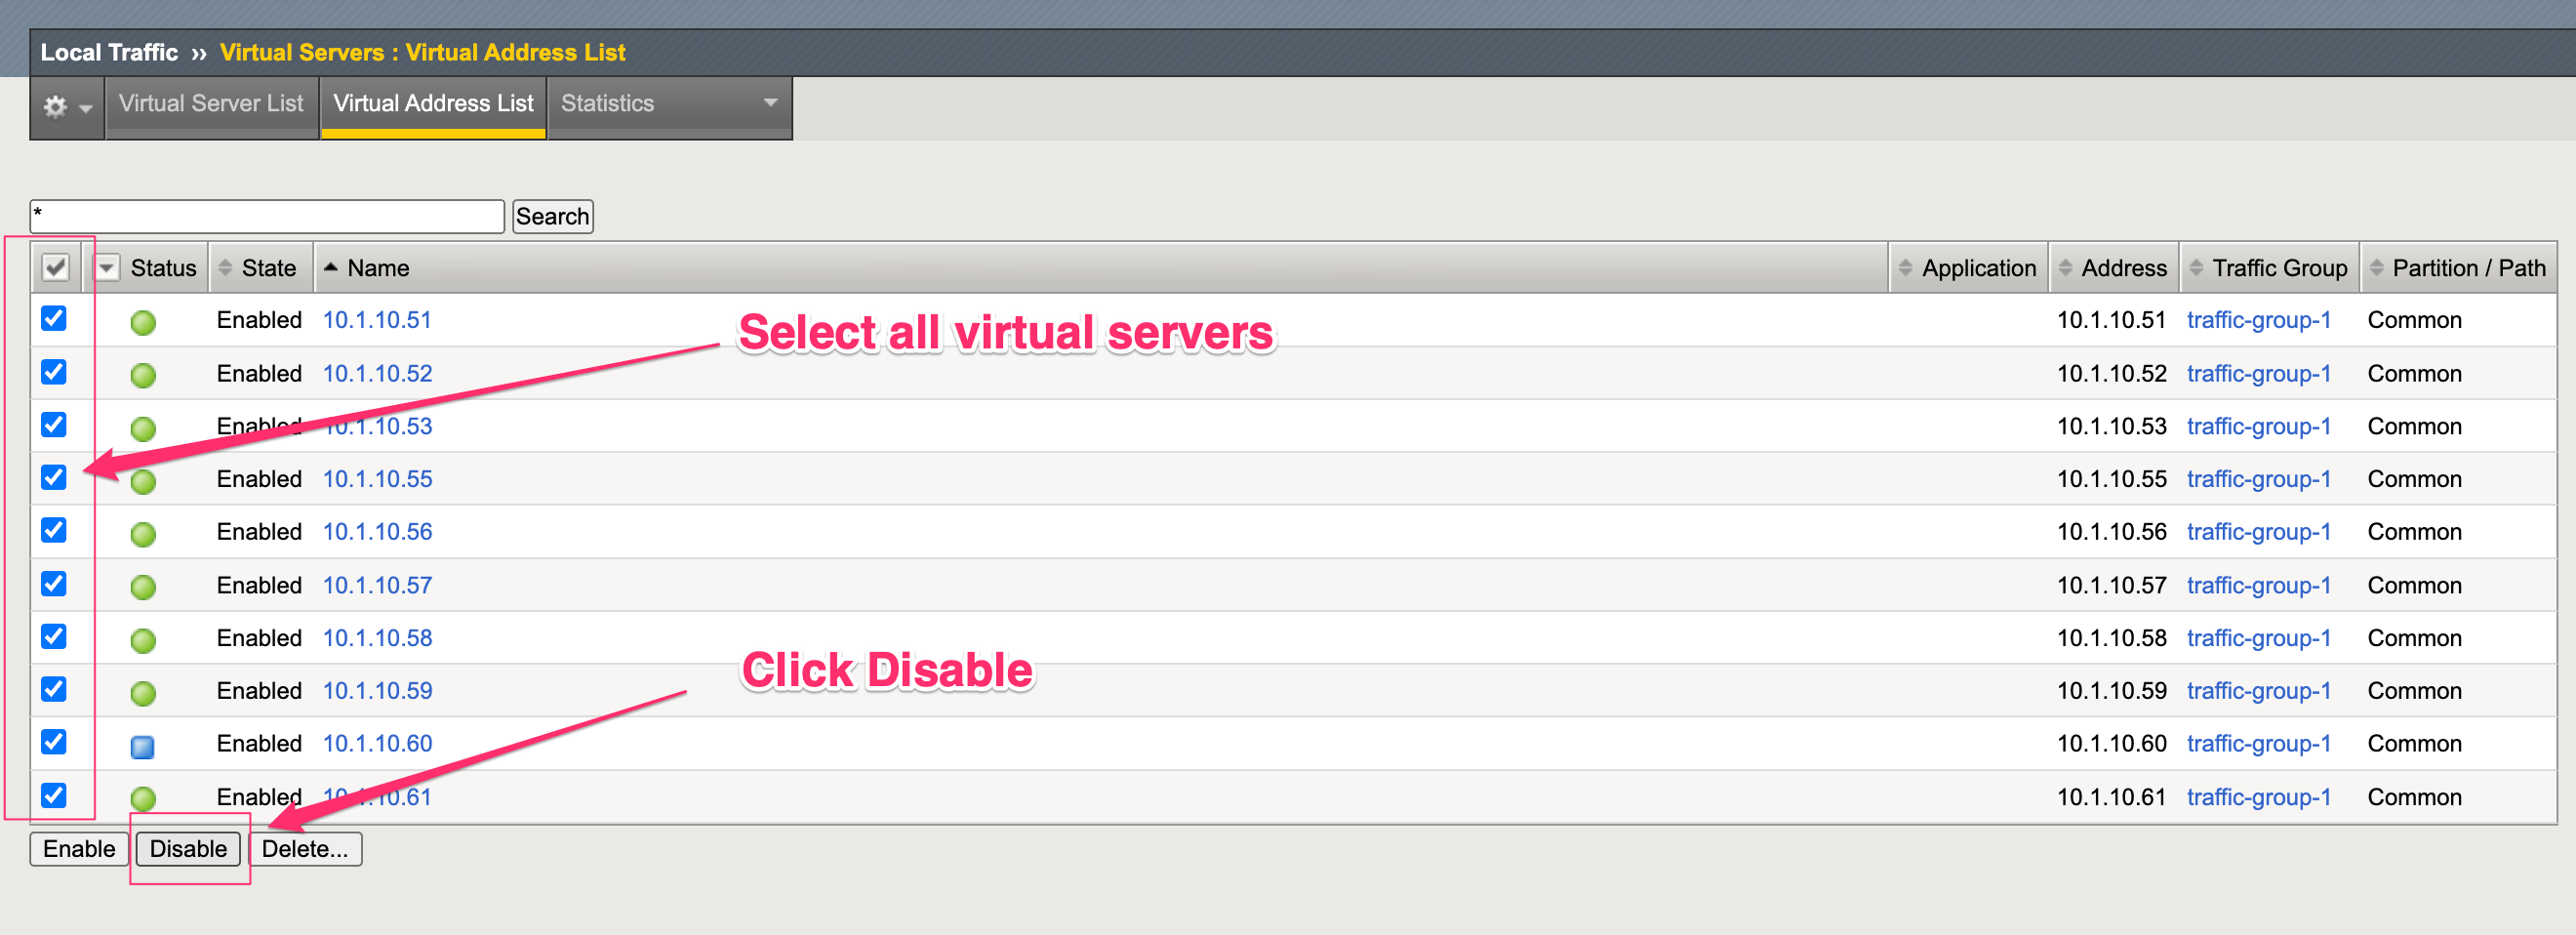 Local Traffic ›› Virtual Servers : Virtual Address List
Virtual Server List Virtual Address List Statistics
* Search
Status State Name Application Address Traffic Group Partition / Path
Enabled 10.1.10.51 10.1.10.51 traffic-group-1 Common
Select all virtual servers
Enabled 10.1.10.52 10.1.10.52 traffic-group-1 Common
Enabled 10.1.10.53 10.1.10.53 traffic-group-1 Common
Enabled 10.1.10.55 10.1.10.55 traffic-group-1 Common
Enabled 10.1.10.56 10.1.10.56 traffic-group-1 Common
Enabled 10.1.10.57 10.1.10.57 traffic-group-1 Common
Enabled 10.1.10.58 10.1.10.58 traffic-group-1 Common
Click Disable
Enabled 10.1.10.59 10.1.10.59 traffic-group-1 Common
Enabled 10.1.10.60 10.1.10.60 traffic-group-1 Common
Enabled 10.1.10.61 10.1.10.61 traffic-group-1 Common
Enable Disable Delete...